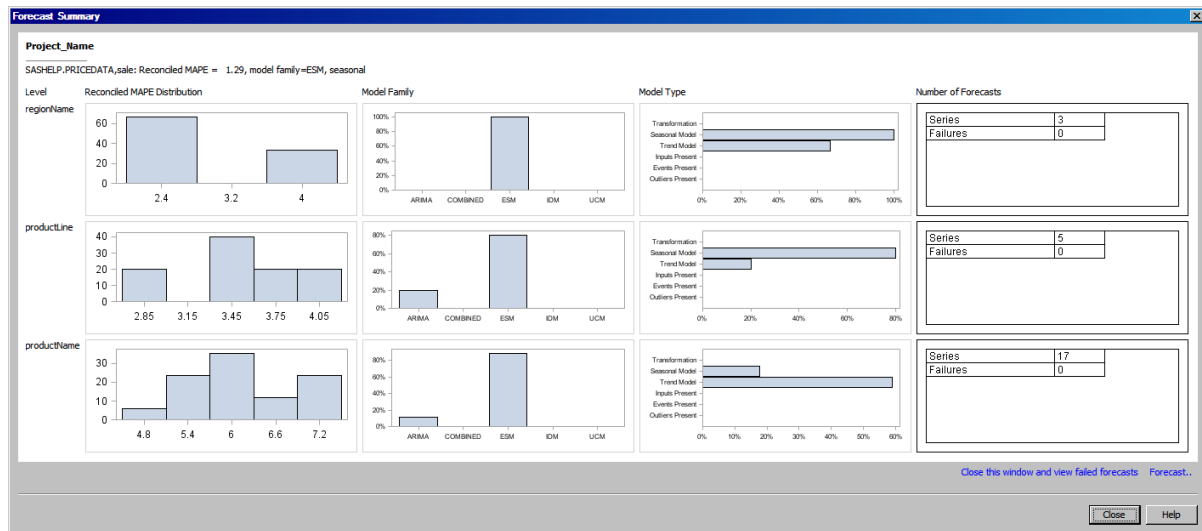 Forecast Summary
Project_Name
SASHELP.PRICEDATA,sale: Reconciled MAPE = 1.29, model family=ESM, seasonal
Level Reconciled MAPE Distribution Model Family Model Type Number of Forecasts
regionName
60
40
20
0
2.4 3.2 4
100%
80%
60%
40%
20%
0%
ARIMA COMBINED ESM IDM UCM
Transformation
Seasonal Model
Trend Model
Inputs Present
Events Present
Outliers Present
0% 20% 40% 60% 80% 100%
Series 3
Failures 0
productLine
40
30
20
10
0
2.85 3.15 3.45 3.75 4.05
80%
60%
40%
20%
0%
ARIMA COMBINED ESM IDM UCM
Transformation
Seasonal Model
Trend Model
Inputs Present
Events Present
Outliers Present
0% 20% 40% 60% 80%
Series 5
Failures 0
productName
30
20
10
0
4.8 5.4 6 6.6 7.2
80%
60%
40%
20%
0%
ARIMA COMBINED ESM IDM UCM
Transformation
Seasonal Model
Trend Model
Inputs Present
Events Present
Outliers Present
0% 10% 20% 30% 40% 50% 60%
Series 17
Failures 0
Close this window and view failed forecasts Forecast..
Close Help